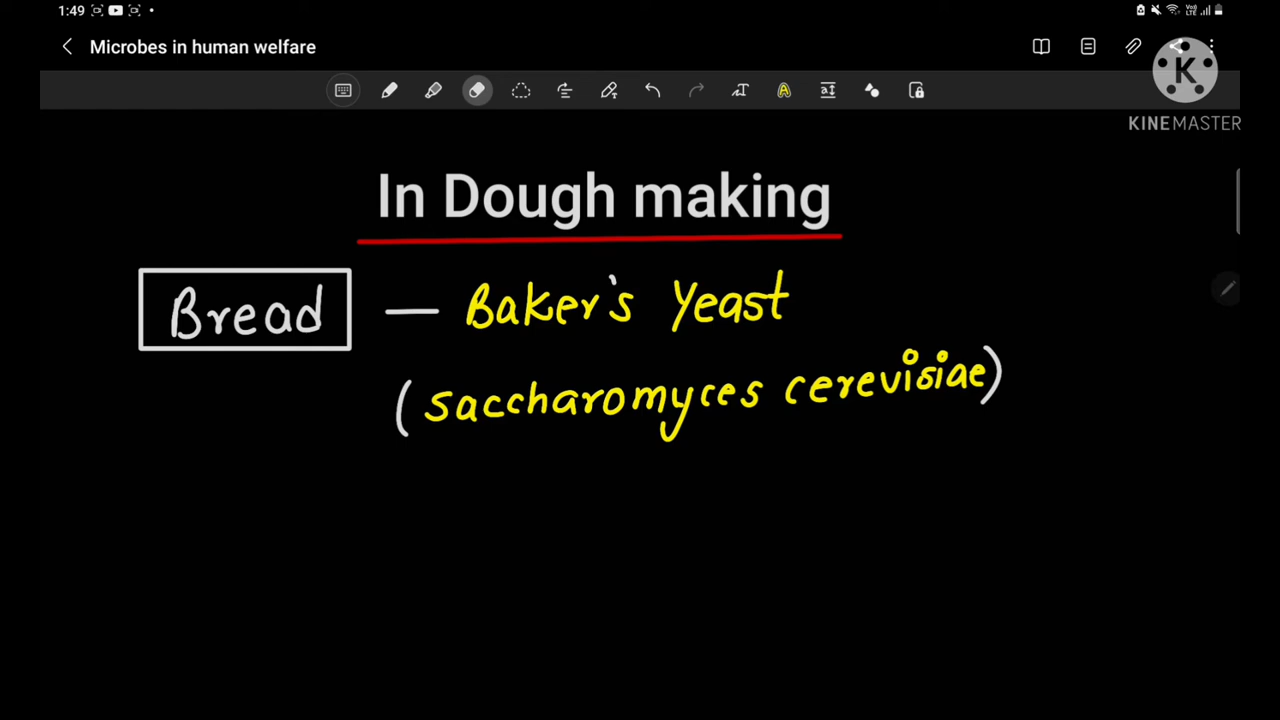 1:49
Microbes in human welfare
KINEMASTER
In Dough making
Bread — Baker's Yeast
(saccharomyces cerevisiae)